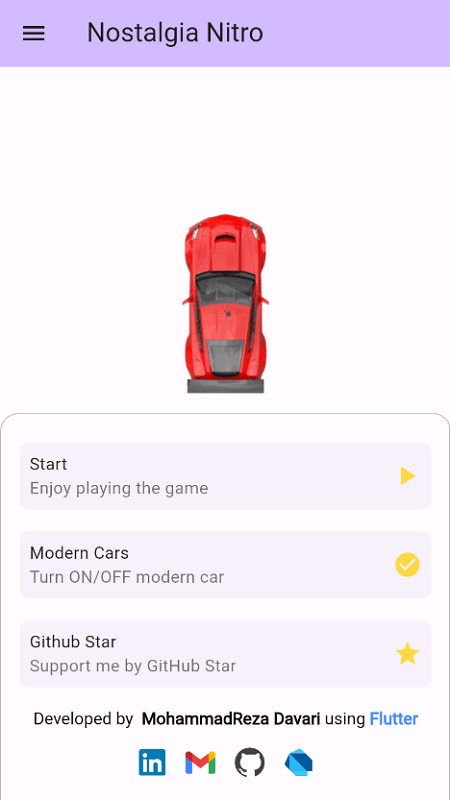 Nostalgia Nitro
Start
Enjoy playing the game
Modern Cars
Turn ON/OFF modern car
Github Star
Support me by GitHub Star
Developed by MohammadReza Davari using Flutter
in